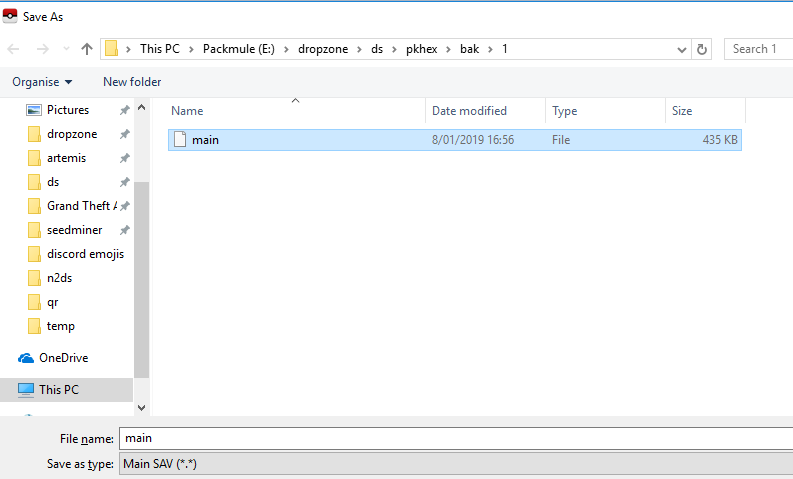 Save As
This PC > Packmule (E:) > dropzone > ds > pkhex > bak > 1
Search 1
Organise
New folder
Name
Date modified
Type
Size
main
8/01/2019 16:56
File
435 KB
Pictures
dropzone
artemis
ds
Grand Theft A
seedminer
discord emojis
n2ds
qr
temp
OneDrive
This PC
File name:
main
Save as type:
Main SAV (*.*)